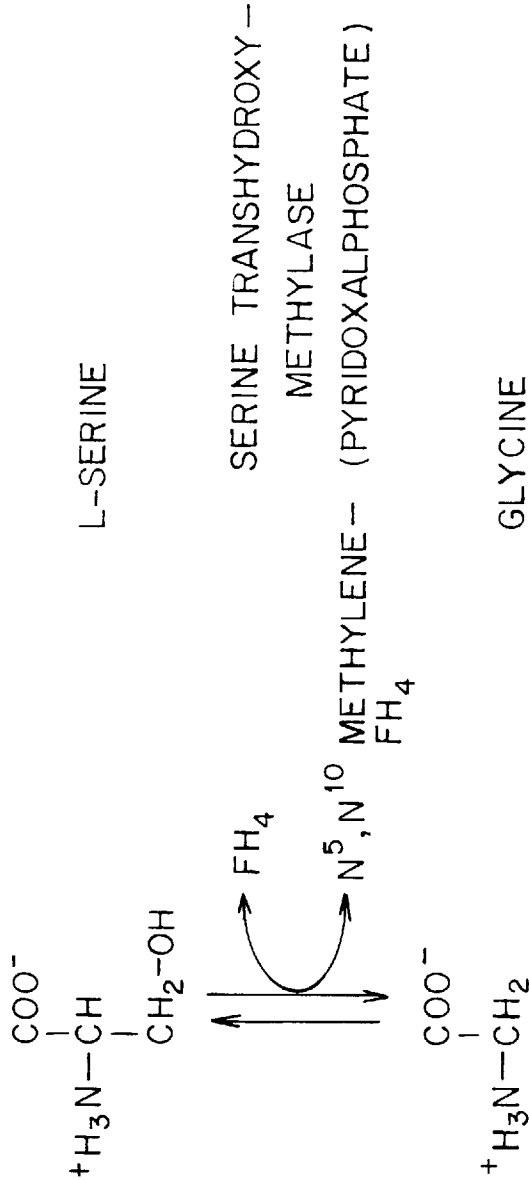 COO⁻
⁺H₃N—CH L-SERINE
CH₂—OH
FH₄ SERINE TRANSHYDROXY—
METHYLASE
N⁵, N¹⁰ METHYLENE— (PYRIDOXALPHOSPHATE)
FH₄
COO⁻
⁺H₃N—CH₂ GLYCINE